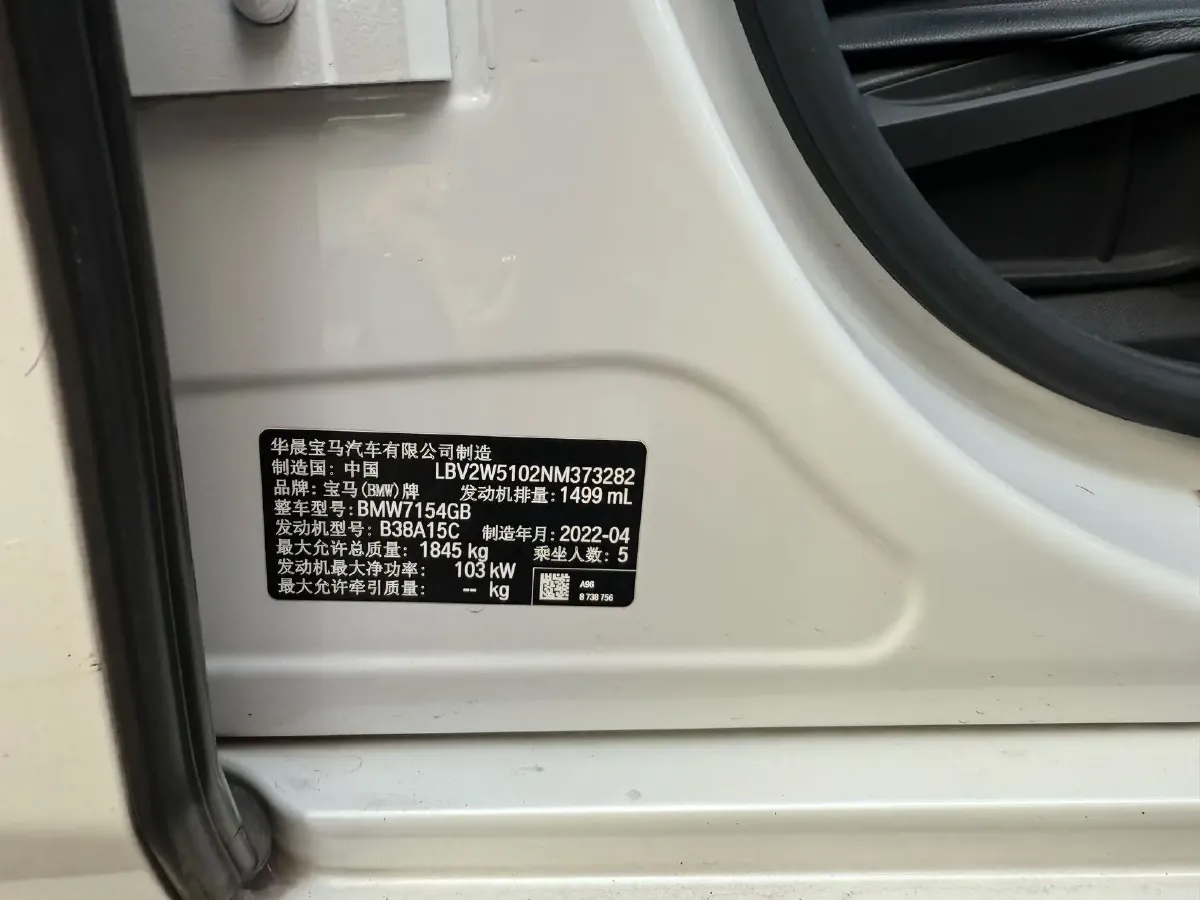 华晨宝马汽车有限公司制造
制造国：中国 LBV2W5102NM373282
品牌：宝马(BMW)牌 发动机排量：1499 mL
整车型号：BMW7154GB
发动机型号：B38A15C 制造年月：2022-04
最大允许总质量：1845 kg 乘坐人数：5
发动机最大净功率：103 kW
最大允许牵引质量：-- kg
A96
8 738 756